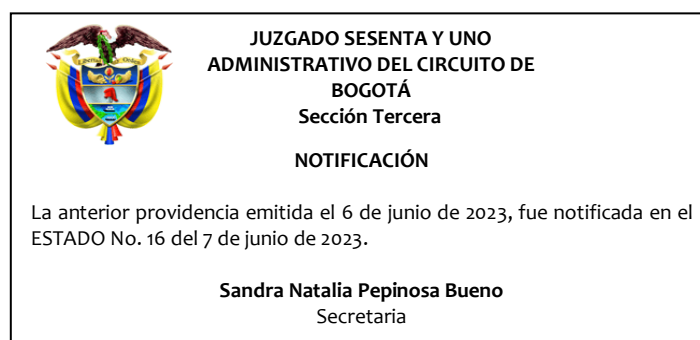 Libertad y Orden
JUZGADO SESENTA Y UNO
ADMINISTRATIVO DEL CIRCUITO DE
BOGOTÁ
Sección Tercera
NOTIFICACIÓN
La anterior providencia emitida el 6 de junio de 2023, fue notificada en el
ESTADO No. 16 del 7 de junio de 2023.
Sandra Natalia Pepinosa Bueno
Secretaria